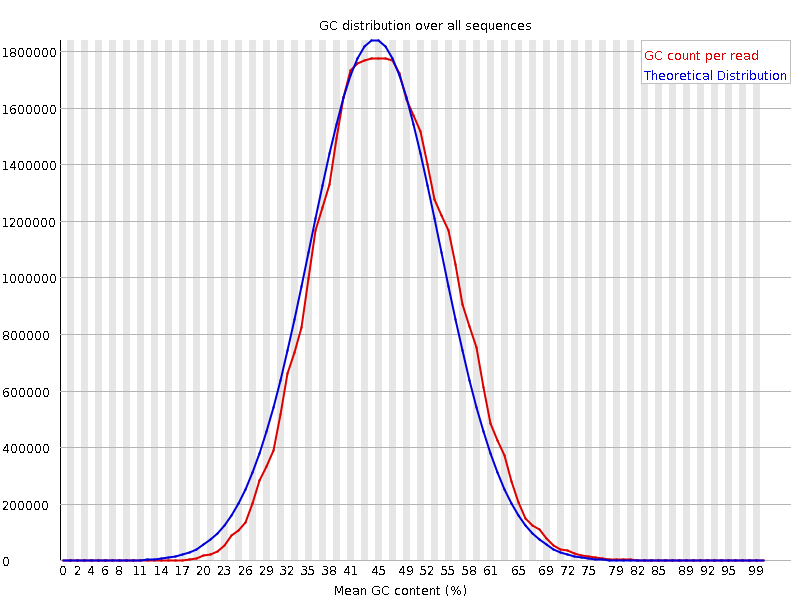 GC distribution over all sequences
GC count per read
Theoretical Distribution
1800000
1600000
1400000
1200000
1000000
800000
600000
400000
200000
0
0 2 4 6 8 11 14 17 20 23 26 29 32 35 38 41 45 49 52 55 58 61 65 69 72 75 79 82 85 89 92 95 99
Mean GC content (%)